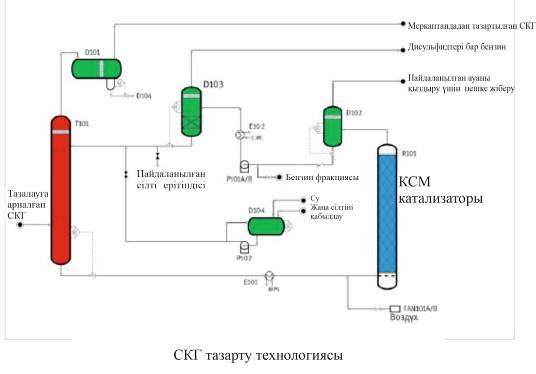 Меркаптандадан тазартылған СКГ
Дисульфидтері бар бензин
D101
D104
D103
Пайдаланылған ауаны
қыздыру үшін пешке жіберу
D102
T101
E102
R101
Пайдаланылған
сілті ерітіндісі
P101A/B
Бензин фракциясы
КСМ
катализаторы
Тазалауға
арналған
СКГ
D104
Су
Жаңа сілтіні
қабылдау
P102
E101
FAN101A/B
Воздух
СКГ тазарту технологиясы